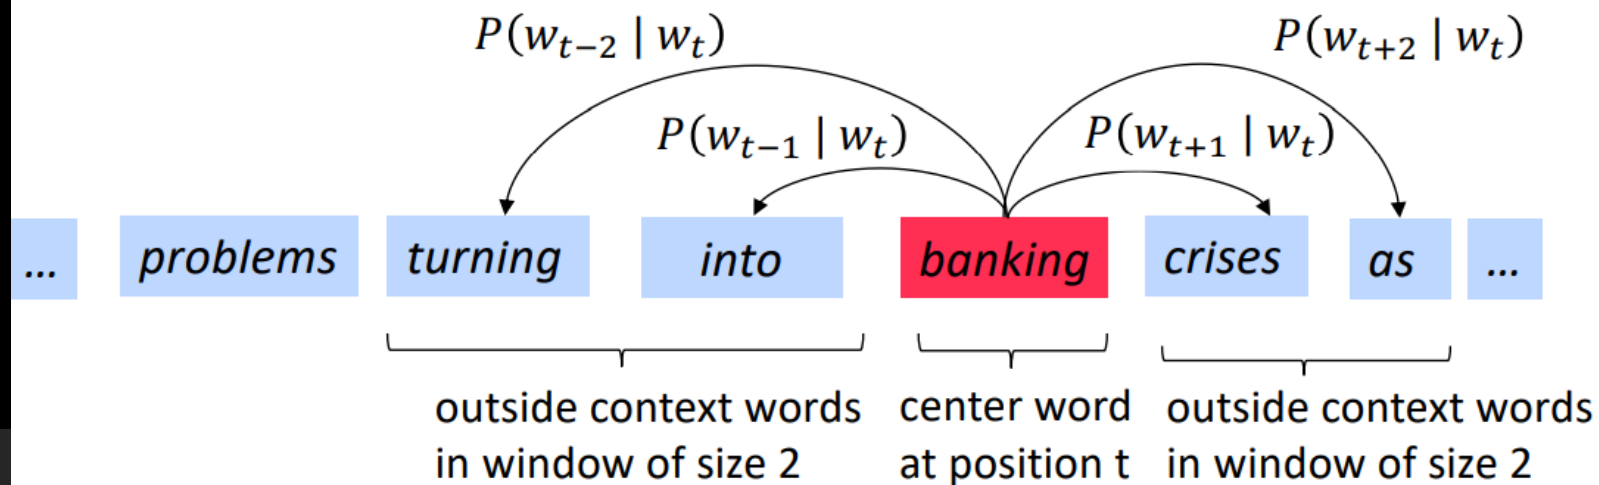 P(w_{t−2} | w_t)
P(w_{t+2} | w_t)
P(w_{t−1} | w_t)
P(w_{t+1} | w_t)
... problems turning into banking crises as ...
outside context words
in window of size 2
center word
at position t
outside context words
in window of size 2